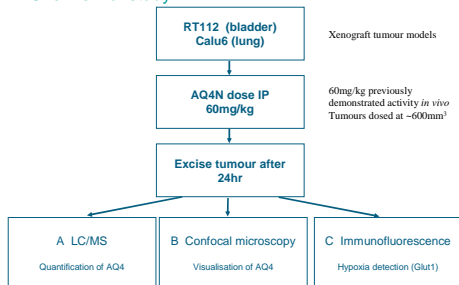 RT112 (bladder)
Calu6 (lung)
Xenograft tumour models
AQ4N dose IP
60mg/kg
60mg/kg previously
demonstrated activity in vivo
Tumours dosed at ~600mm³
Excise tumour after
24hr
A LC/MS
Quantification of AQ4
B Confocal microscopy
Visualisation of AQ4
C Immunofluorescence
Hypoxia detection (Glut1)